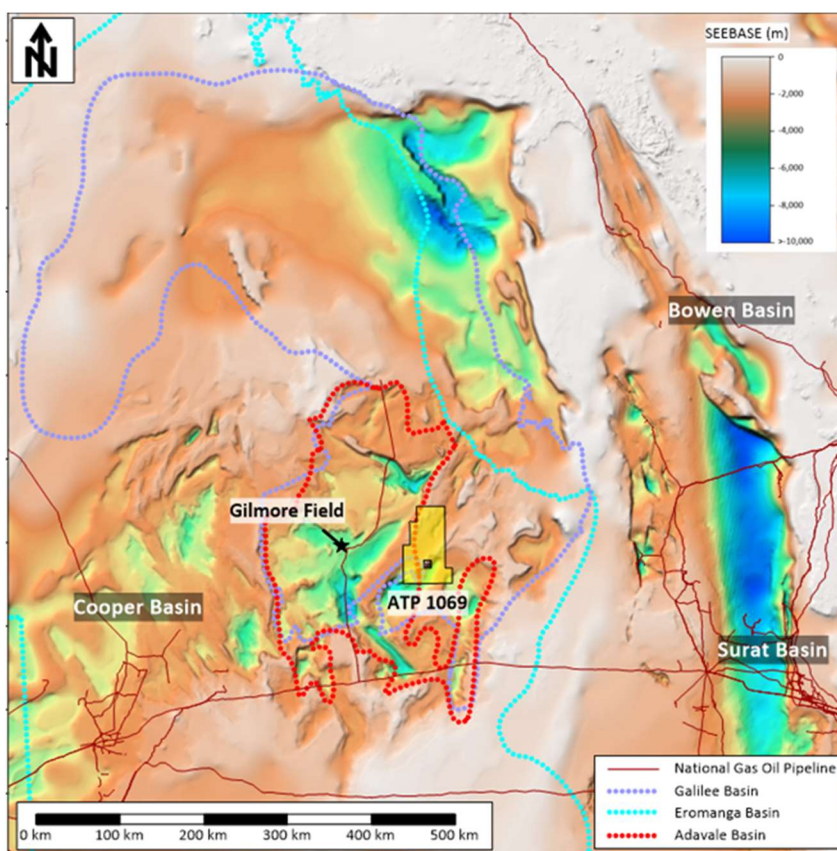 N
SEEBASE (m)
0
-2,000
-4,000
-6,000
-8,000
>-10,000
Bowen Basin
Gilmore Field
ATP 1069
Cooper Basin
Surat Basin
National Gas Oil Pipeline
Galilee Basin
Eromanga Basin
Adavale Basin
0 km 100 km 200 km 300 km 400 km 500 km